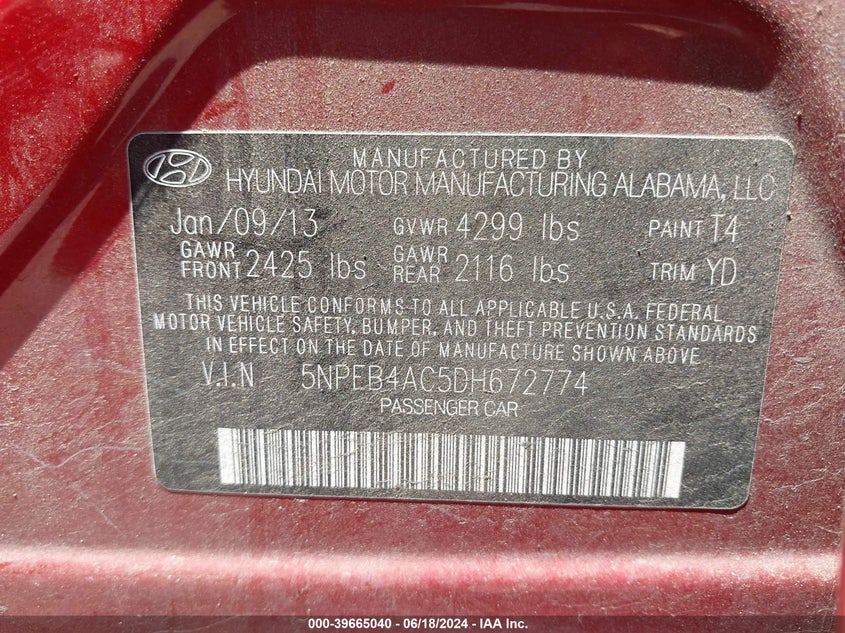 MANUFACTURED BY
HYUNDAI MOTOR MANUFACTURING ALABAMA, LLC
Jan/09/13 GVWR 4299 lbs PAINT T4
GAWR FRONT 2425 lbs GAWR REAR 2116 lbs TRIM YD
THIS VEHICLE CONFORMS TO ALL APPLICABLE U.S.A. FEDERAL
MOTOR VEHICLE SAFETY, BUMPER, AND THEFT PREVENTION STANDARDS
IN EFFECT ON THE DATE OF MANUFACTURE SHOWN ABOVE
V.I.N 5NPEB4AC5DH672774
PASSENGER CAR
000-39665040 - 06/18/2024 - IAA Inc.